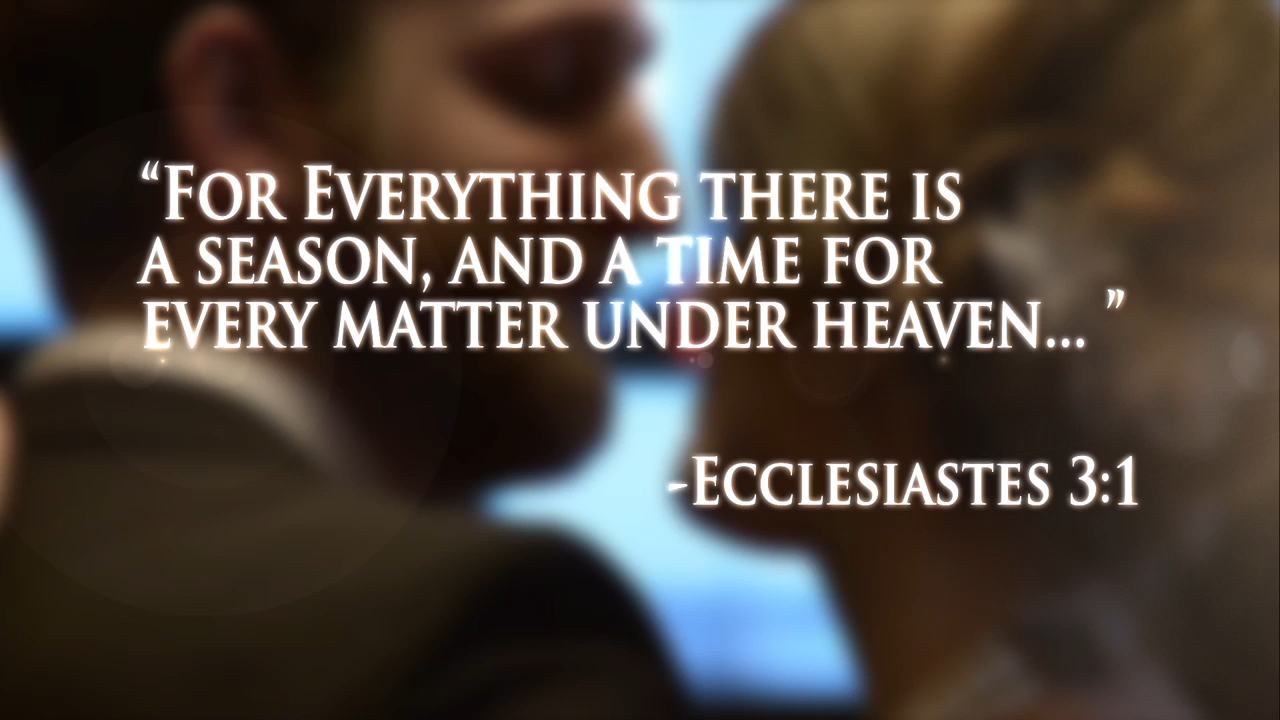 “For Everything there is
a season, and a time for
every matter under heaven... ”
-Ecclesiastes 3:1